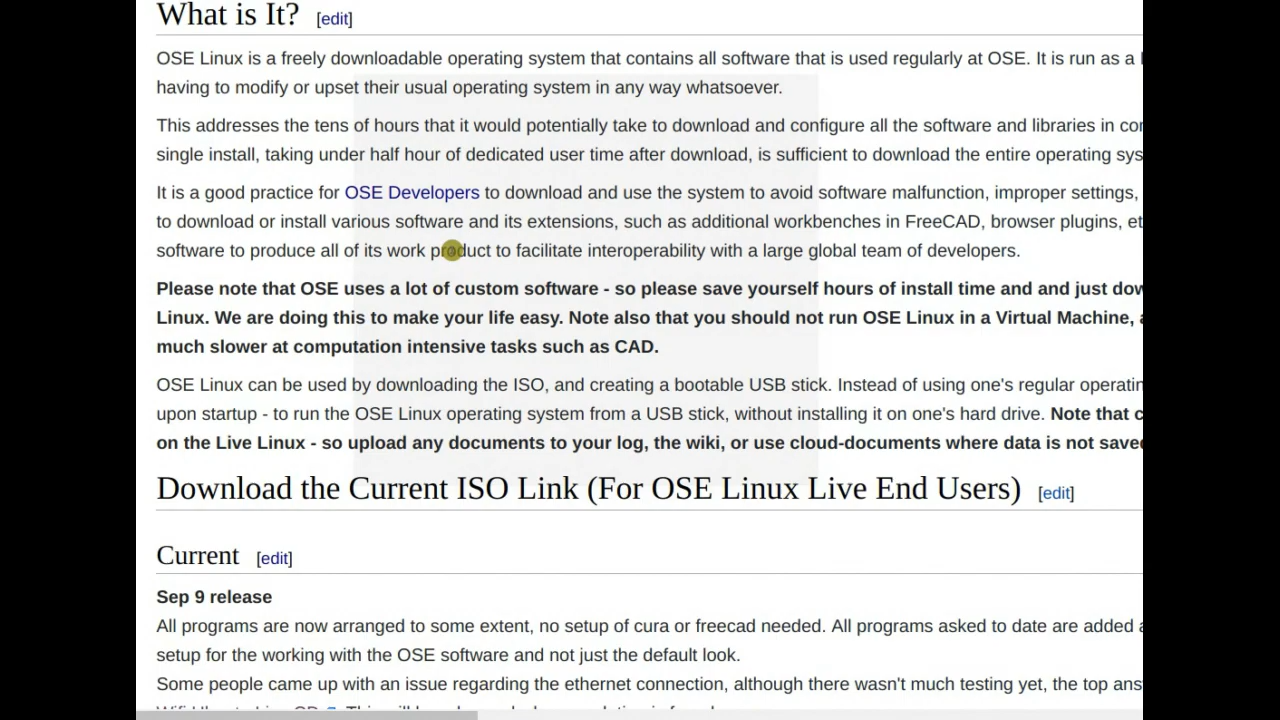 What is It? [edit]
OSE Linux is a freely downloadable operating system that contains all software that is used regularly at OSE. It is run as a
having to modify or upset their usual operating system in any way whatsoever.
This addresses the tens of hours that it would potentially take to download and configure all the software and libraries in
single install, taking under half hour of dedicated user time after download, is sufficient to download the entire operating
It is a good practice for OSE Developers to download and use the system to avoid software malfunction, improper settings,
to download or install various software and its extensions, such as additional workbenches in FreeCAD, browser plugins,
software to produce all of its work product to facilitate interoperability with a large global team of developers.
Please note that OSE uses a lot of custom software - so please save yourself hours of install time and and just
Linux. We are doing this to make your life easy. Note also that you should not run OSE Linux in a Virtual Machine,
much slower at computation intensive tasks such as CAD.
OSE Linux can be used by downloading the ISO, and creating a bootable USB stick. Instead of using one's regular
upon startup - to run the OSE Linux operating system from a USB stick, without installing it on one's hard drive. Note that
on the Live Linux - so upload any documents to your log, the wiki, or use cloud-documents where data is not
Download the Current ISO Link (For OSE Linux Live End Users) [edit]
Current [edit]
Sep 9 release
All programs are now arranged to some extent, no setup of cura or freecad needed. All programs asked to date are added
setup for the working with the OSE software and not just the default look.
Some people came up with an issue regarding the ethernet connection, although there wasn't much testing yet, the top